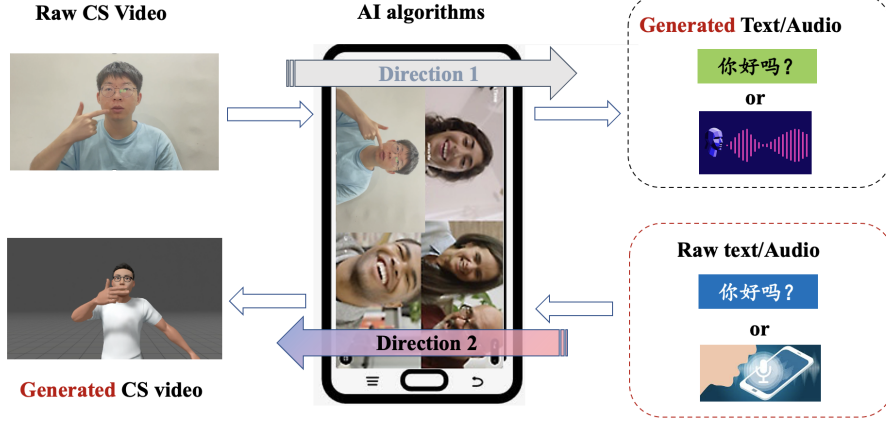 Raw CS Video
AI algorithms
Generated Text/Audio
Direction 1
你好吗？
or
Raw text/Audio
你好吗？
or
Direction 2
Generated CS video